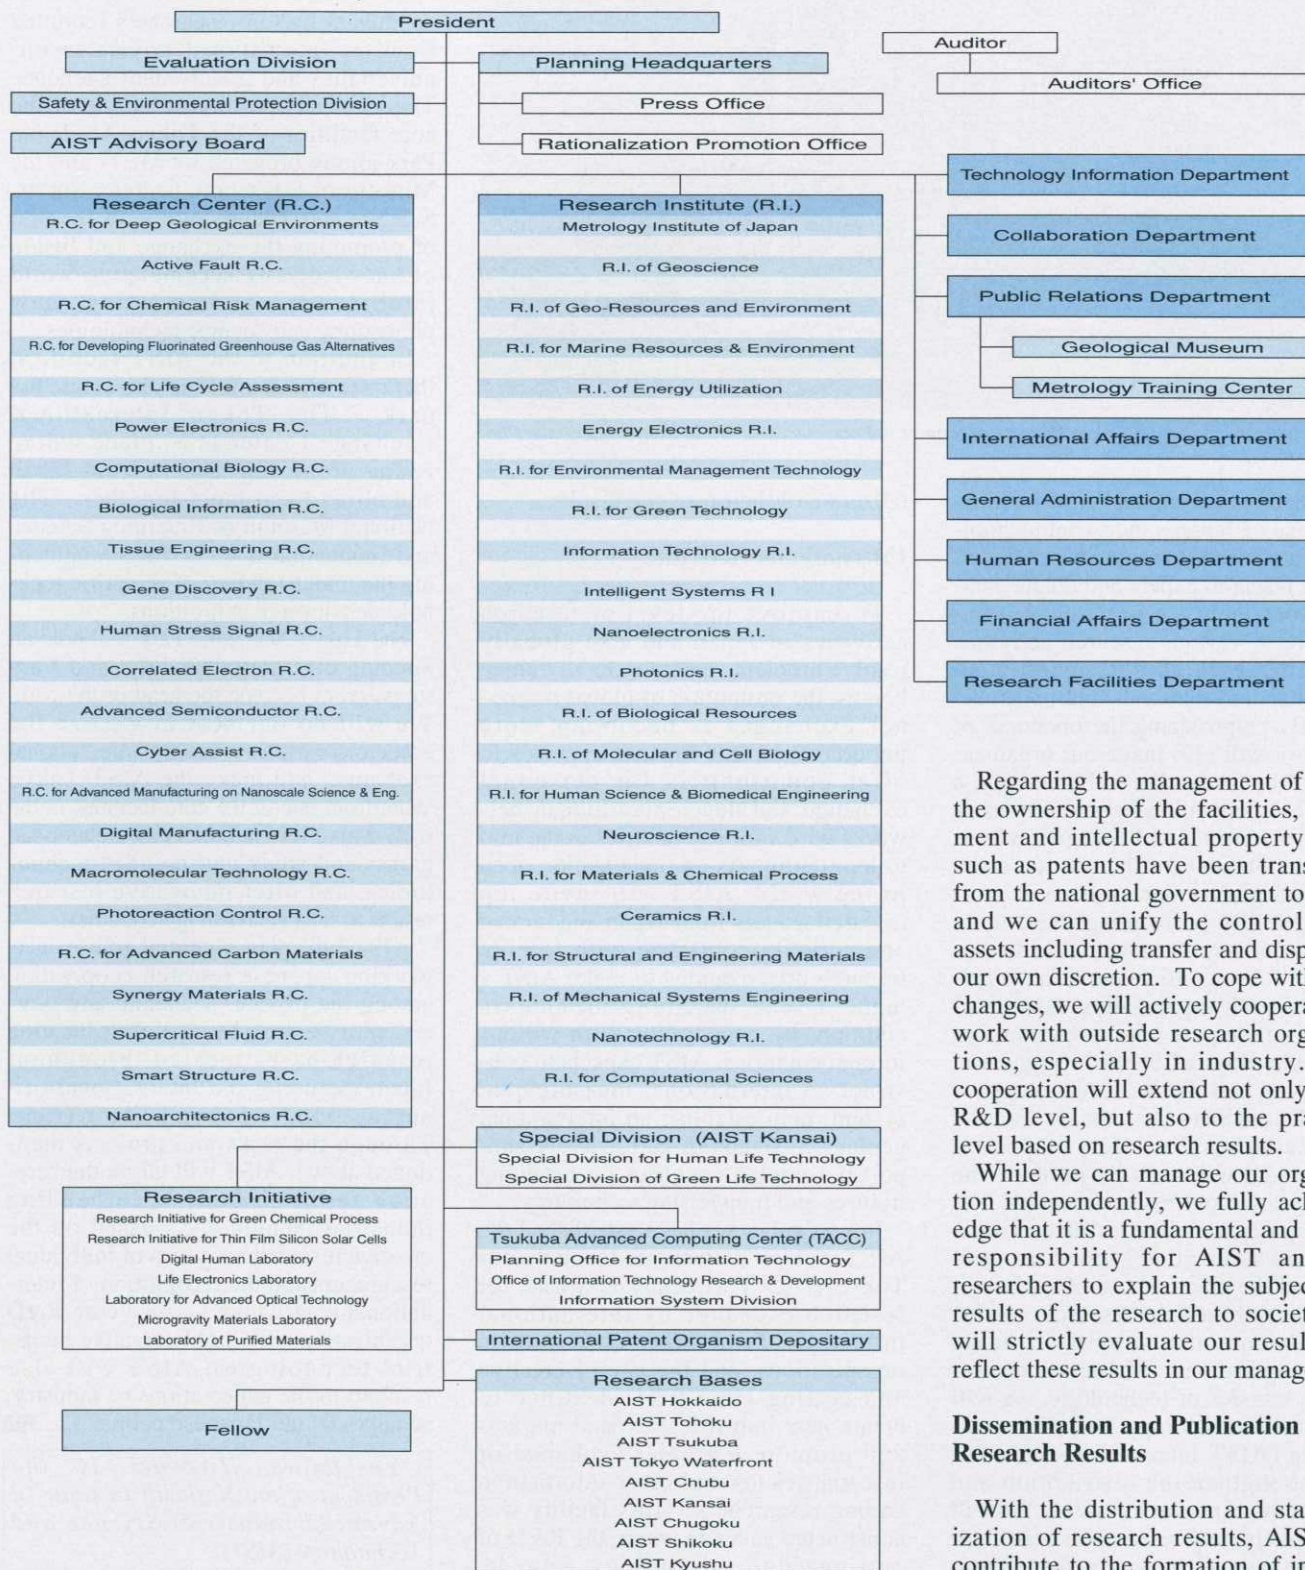 President
Evaluation Division
Planning Headquarters
Safety & Environmental Protection Division
Press Office
AIST Advisory Board
Rationalization Promotion Office
Auditor
Auditors' Office
Research Center (R.C.)
R.C. for Deep Geological Environments
Active Fault R.C.
R.C. for Chemical Risk Management
R.C. for Developing Fluorinated Greenhouse Gas Alternatives
R.C. for Life Cycle Assessment
Power Electronics R.C.
Computational Biology R.C.
Biological Information R.C.
Tissue Engineering R.C.
Gene Discovery R.C.
Human Stress Signal R.C.
Correlated Electron R.C.
Advanced Semiconductor R.C.
Cyber Assist R.C.
R.C. for Advanced Manufacturing on Nanoscale Science & Eng.
Digital Manufacturing R.C.
Macromolecular Technology R.C.
Photoreaction Control R.C.
R.C. for Advanced Carbon Materials
Synergy Materials R.C.
Supercritical Fluid R.C.
Smart Structure R.C.
Nanoarchitectonics R.C.
Research Institute (R.I.)
Metrology Institute of Japan
R.I. of Geoscience
R.I. of Geo-Resources and Environment
R.I. for Marine Resources & Environment
R.I. of Energy Utilization
Energy Electronics R.I.
R.I. for Environmental Management Technology
R.I. for Green Technology
Information Technology R.I.
Intelligent Systems R I
Nanoelectronics R.I.
Photonics R.I.
R.I. of Biological Resources
R.I. of Molecular and Cell Biology
R.I. for Human Science & Biomedical Engineering
Neuroscience R.I.
R.I. for Materials & Chemical Process
Ceramics R.I.
R.I. for Structural and Engineering Materials
R.I. of Mechanical Systems Engineering
Nanotechnology R.I.
R.I. for Computational Sciences
Special Division (AIST Kansai)
Special Division for Human Life Technology
Special Division of Green Life Technology
Research Initiative
Research Initiative for Green Chemical Process
Research Initiative for Thin Film Silicon Solar Cells
Digital Human Laboratory
Life Electronics Laboratory
Laboratory for Advanced Optical Technology
Microgravity Materials Laboratory
Laboratory of Purified Materials
Tsukuba Advanced Computing Center (TACC)
Planning Office for Information Technology
Office of Information Technology Research & Development
Information System Division
International Patent Organism Depositary
Research Bases
AIST Hokkaido
AIST Tohoku
AIST Tsukuba
AIST Tokyo Waterfront
AIST Chubu
AIST Kansai
AIST Chugoku
AIST Shikoku
AIST Kyushu
Fellow
Technology Information Department
Collaboration Department
Public Relations Department
Geological Museum
Metrology Training Center
International Affairs Department
General Administration Department
Human Resources Department
Financial Affairs Department
Research Facilities Department
Regarding the management of
the ownership of the facilities,
ment and intellectual property
such as patents have been trans
from the national government to
and we can unify the control
assets including transfer and disp
our own discretion. To cope wit
changes, we will actively coopera
work with outside research org
tions, especially in industry.
cooperation will extend not only
R&D level, but also to the pra
level based on research results.
While we can manage our org
tion independently, we fully ack
edge that it is a fundamental and
responsibility for AIST an
researchers to explain the subjec
results of the research to societ
will strictly evaluate our resul
reflect these results in our manag
Dissemination and Publication
Research Results
With the distribution and sta
ization of research results, AIS
contribute to the formation of in